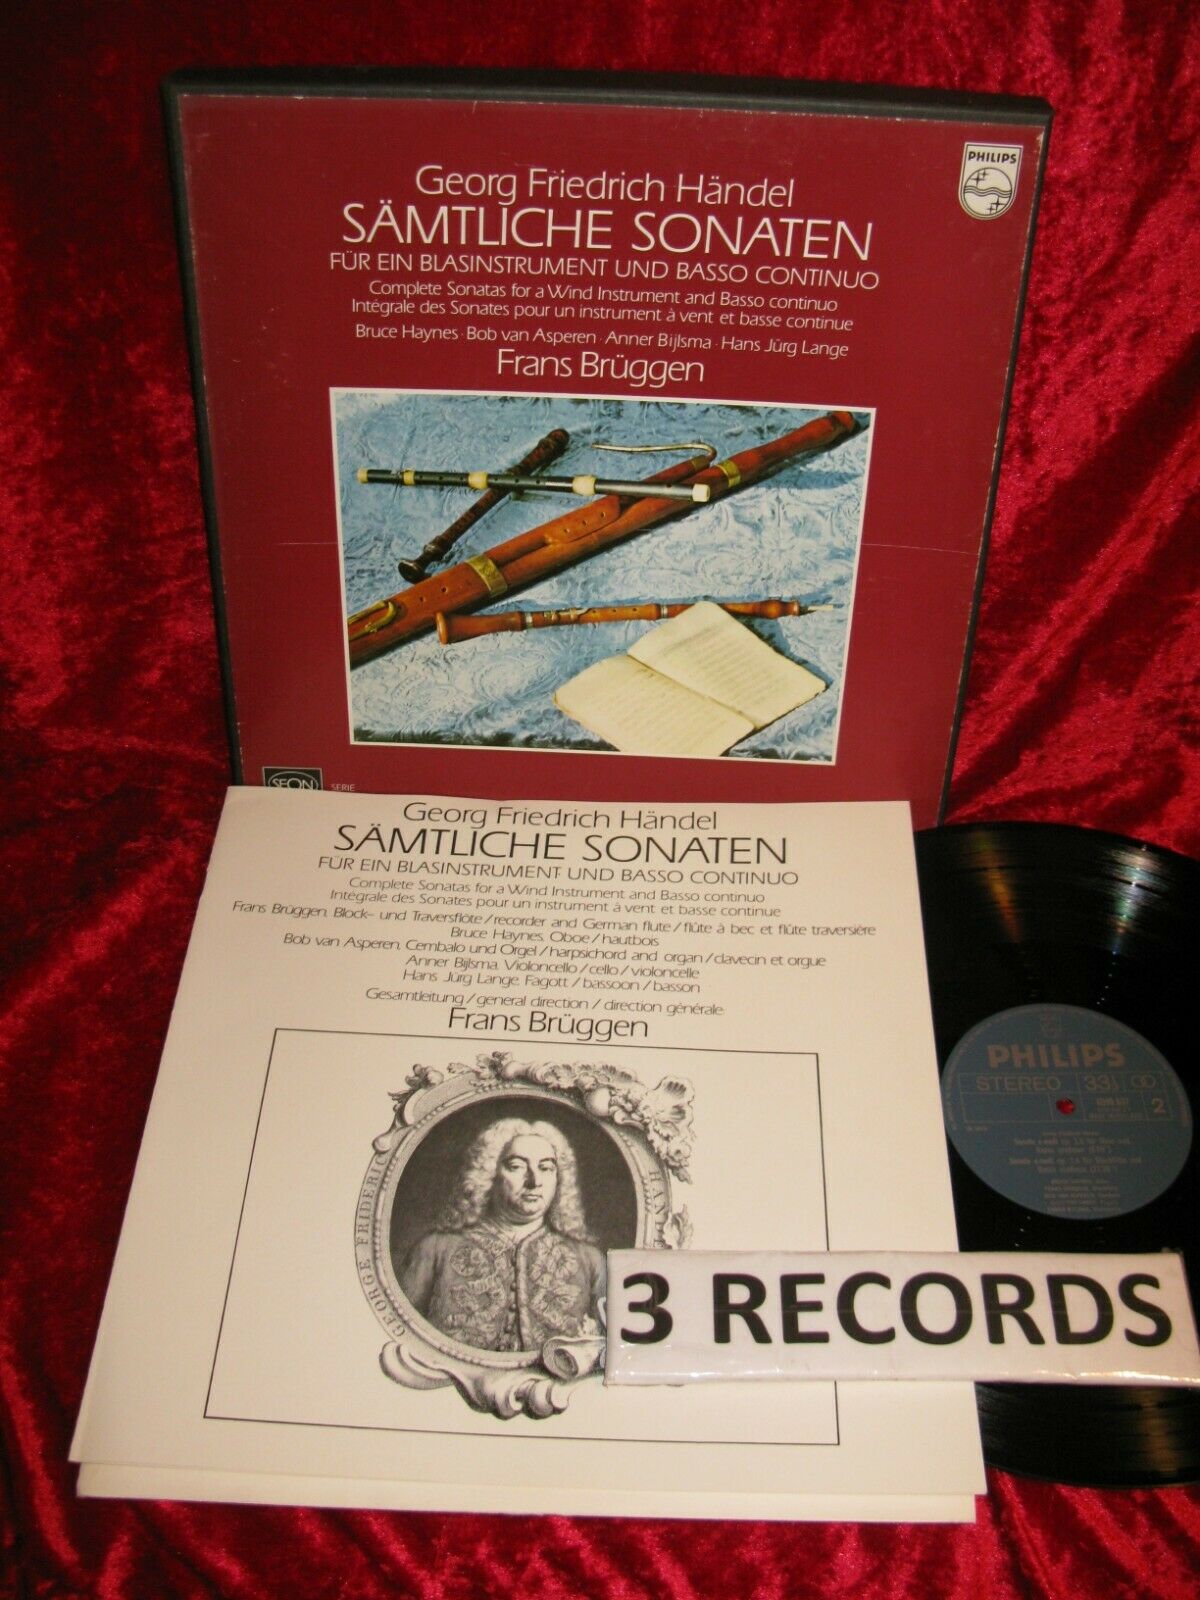 PHILIPS
Georg Friedrich Händel
SÄMTLICHE SONATEN
FÜR EIN BLASINSTRUMENT UND BASSO CONTINUO
Complete Sonatas for a Wind Instrument and Basso continuo
Intégrale des Sonates pour un instrument à vent et basse continue
Bruce Haynes · Bob van Asperen · Anner Bijlsma · Hans Jürg Lange
Frans Brüggen
SEON SERIE
Georg Friedrich Händel
SÄMTLICHE SONATEN
FÜR EIN BLASINSTRUMENT UND BASSO CONTINUO
Complete Sonatas for a Wind Instrument and Basso continuo
Intégrale des Sonates pour un instrument à vent et basse continue
Frans Brüggen, Block– und Traversflöte / recorder and German flute / flûte à bec et flûte traversière
Bruce Haynes, Oboe / hautbois
Bob van Asperen, Cembalo und Orgel / harpsichord and organ / clavecin et orgue
Anner Bijlsma, Violoncello / cello / violoncelle
Hans Jürg Lange, Fagott / bassoon / basson
Gesamtleitung / general direction / direction générale
Frans Brüggen
GEORGE FRIDERIC HANDE
PHILIPS
STEREO 33⅓
2
3 RECORDS